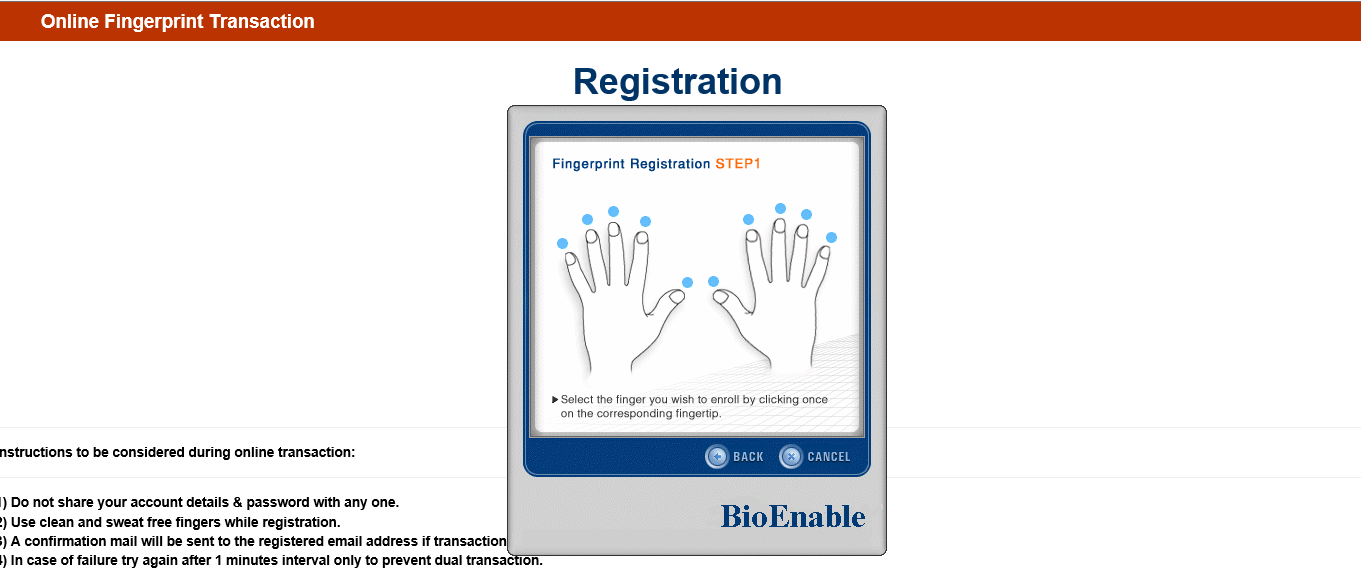 Online Fingerprint Transaction
Registration
Fingerprint Registration STEP1
Select the finger you wish to enroll by clicking once
on the corresponding fingertip.
BACK CANCEL
BioEnable
nstructions to be considered during online transaction:
) Do not share your account details & password with any one.
2) Use clean and sweat free fingers while registration.
3) A confirmation mail will be sent to the registered email address if transaction
4) In case of failure try again after 1 minutes interval only to prevent dual transaction.